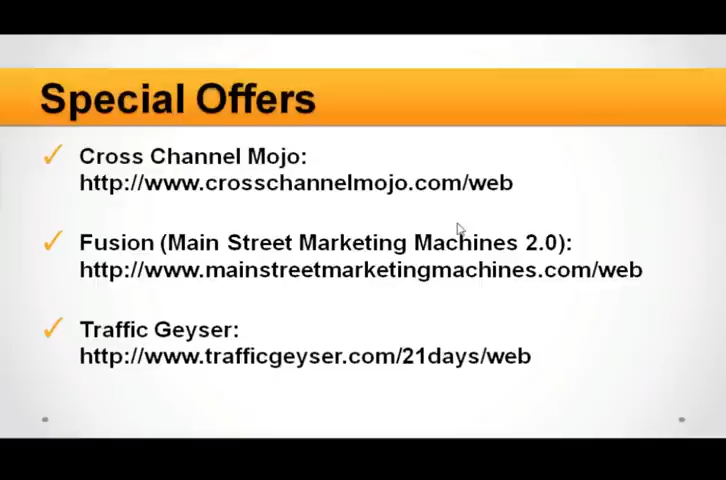 Special Offers
Cross Channel Mojo:
http://www.crosschannelmojo.com/web
Fusion (Main Street Marketing Machines 2.0):
http://www.mainstreetmarketingmachines.com/web
Traffic Geyser:
http://www.trafficgeyser.com/21days/web